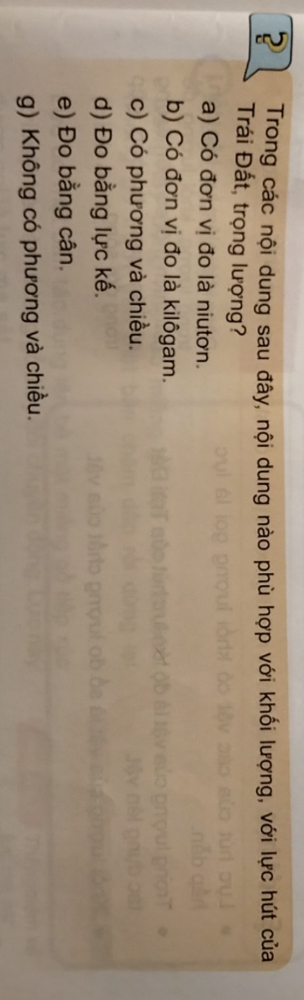 ?
Trong các nội dung sau đây, nội dung nào phù hợp với khối lượng, với lực hút của
Trái Đất, trọng lượng?
a) Có đơn vị đo là niutơn.
b) Có đơn vị đo là kilôgam.
c) Có phương và chiều.
d) Đo bằng lực kế.
e) Đo bằng cân.
g) Không có phương và chiều.